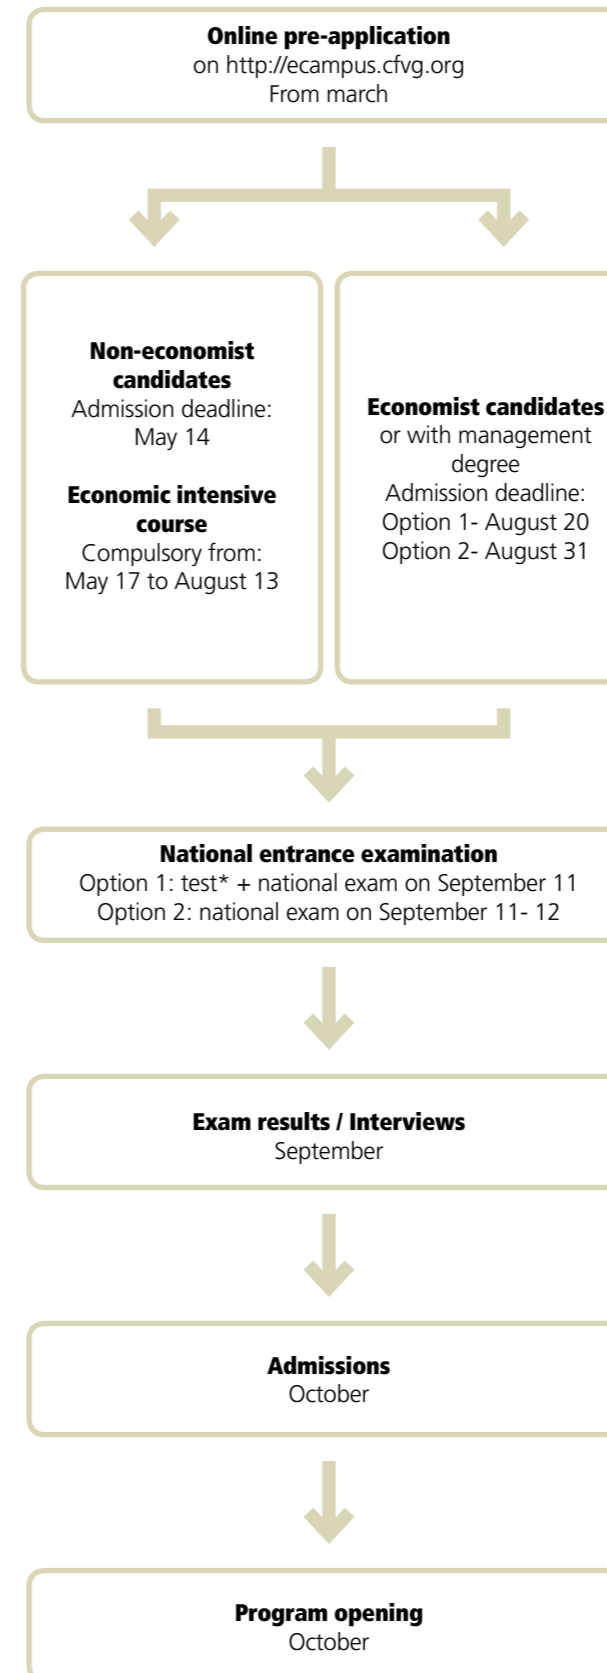 Online pre-application
on http://ecampus.cfvg.org
From march
Non-economist
candidates
Admission deadline:
May 14
Economic intensive
course
Compulsory from:
May 17 to August 13
Economist candidates
or with management
degree
Admission deadline:
Option 1- August 20
Option 2- August 31
National entrance examination
Option 1: test* + national exam on September 11
Option 2: national exam on September 11- 12
Exam results / Interviews
September
Admissions
October
Program opening
October